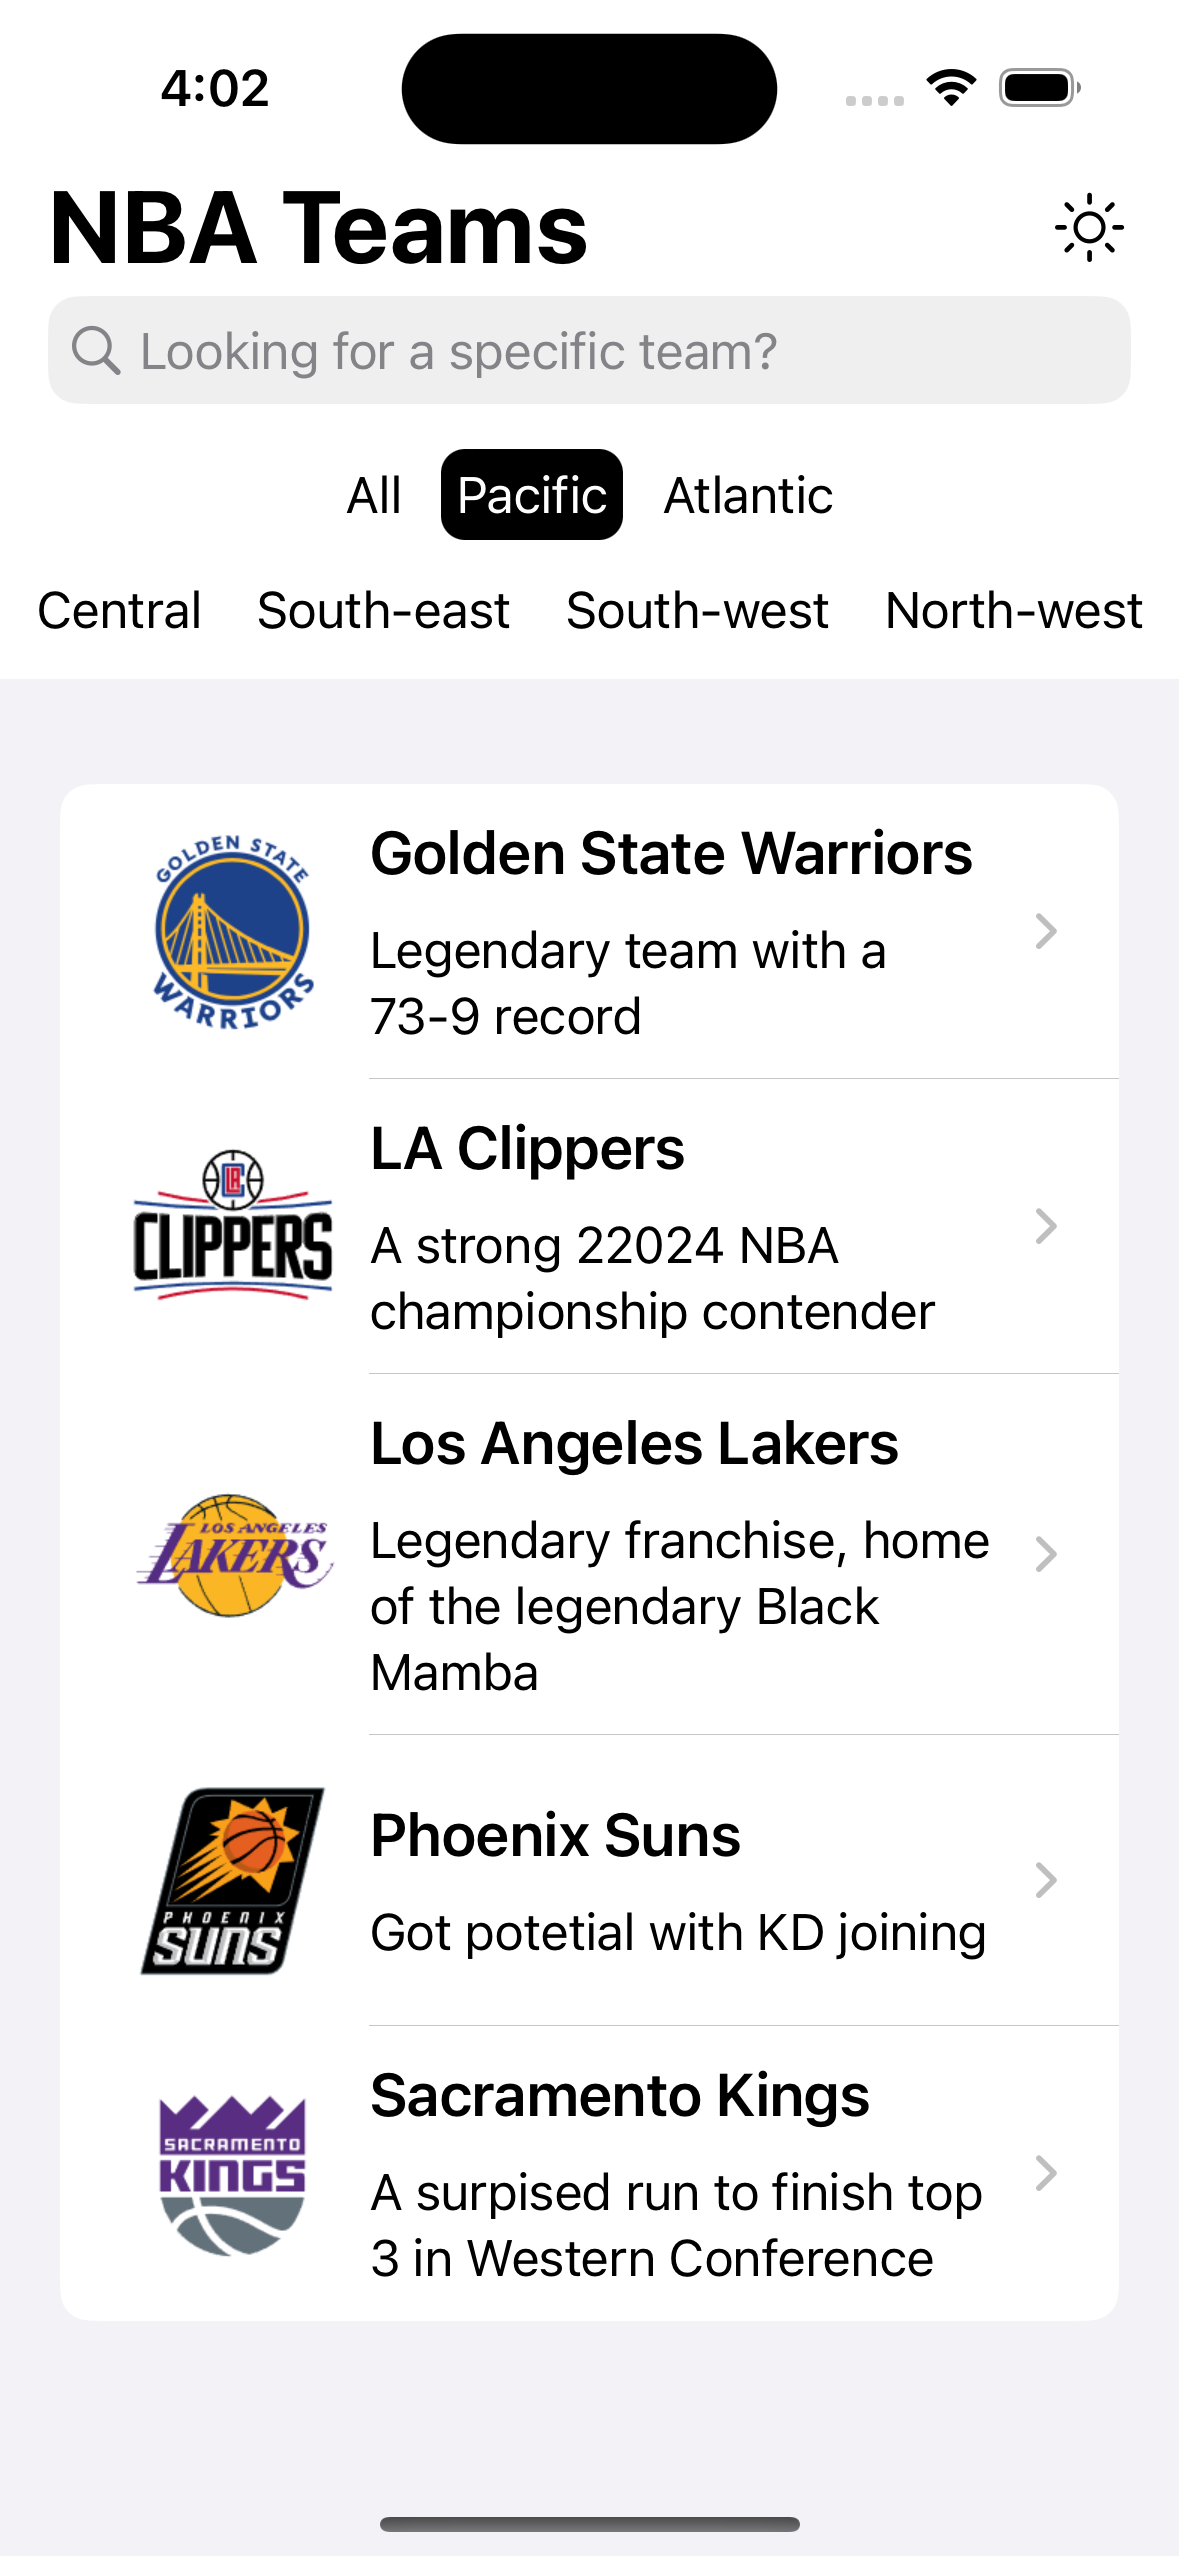 4:02
NBA Teams
Looking for a specific team?
All Pacific Atlantic
Central South-east South-west North-west
GOLDEN STATE
WARRIORS
Golden State Warriors
Legendary team with a
73-9 record
LA
CLIPPERS
LA Clippers
A strong 22024 NBA
championship contender
LOS ANGELES
LAKERS
Los Angeles Lakers
Legendary franchise, home
of the legendary Black
Mamba
PHOENIX
SUNS
Phoenix Suns
Got potetial with KD joining
SACRAMENTO
KINGS
Sacramento Kings
A surpised run to finish top
3 in Western Conference